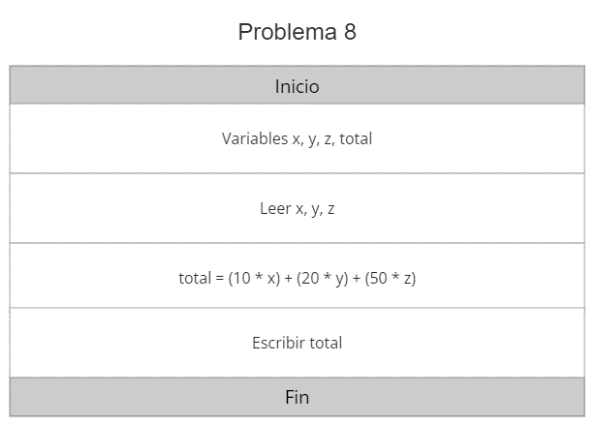 Problema 8
Inicio
Variables x, y, z, total
Leer x, y, z
total = (10 * x) + (20 * y) + (50 * z)
Escribir total
Fin